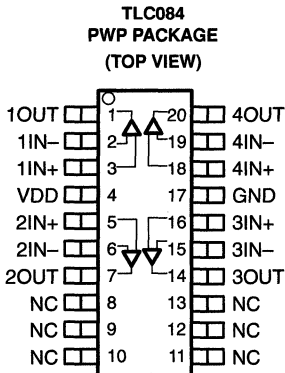 TLC084
PWP PACKAGE
(TOP VIEW)
1OUT 1 20 4OUT
1IN− 2 19 4IN−
1IN+ 3 18 4IN+
VDD 4 17 GND
2IN+ 5 16 3IN+
2IN− 6 15 3IN−
2OUT 7 14 3OUT
NC 8 13 NC
NC 9 12 NC
NC 10 11 NC